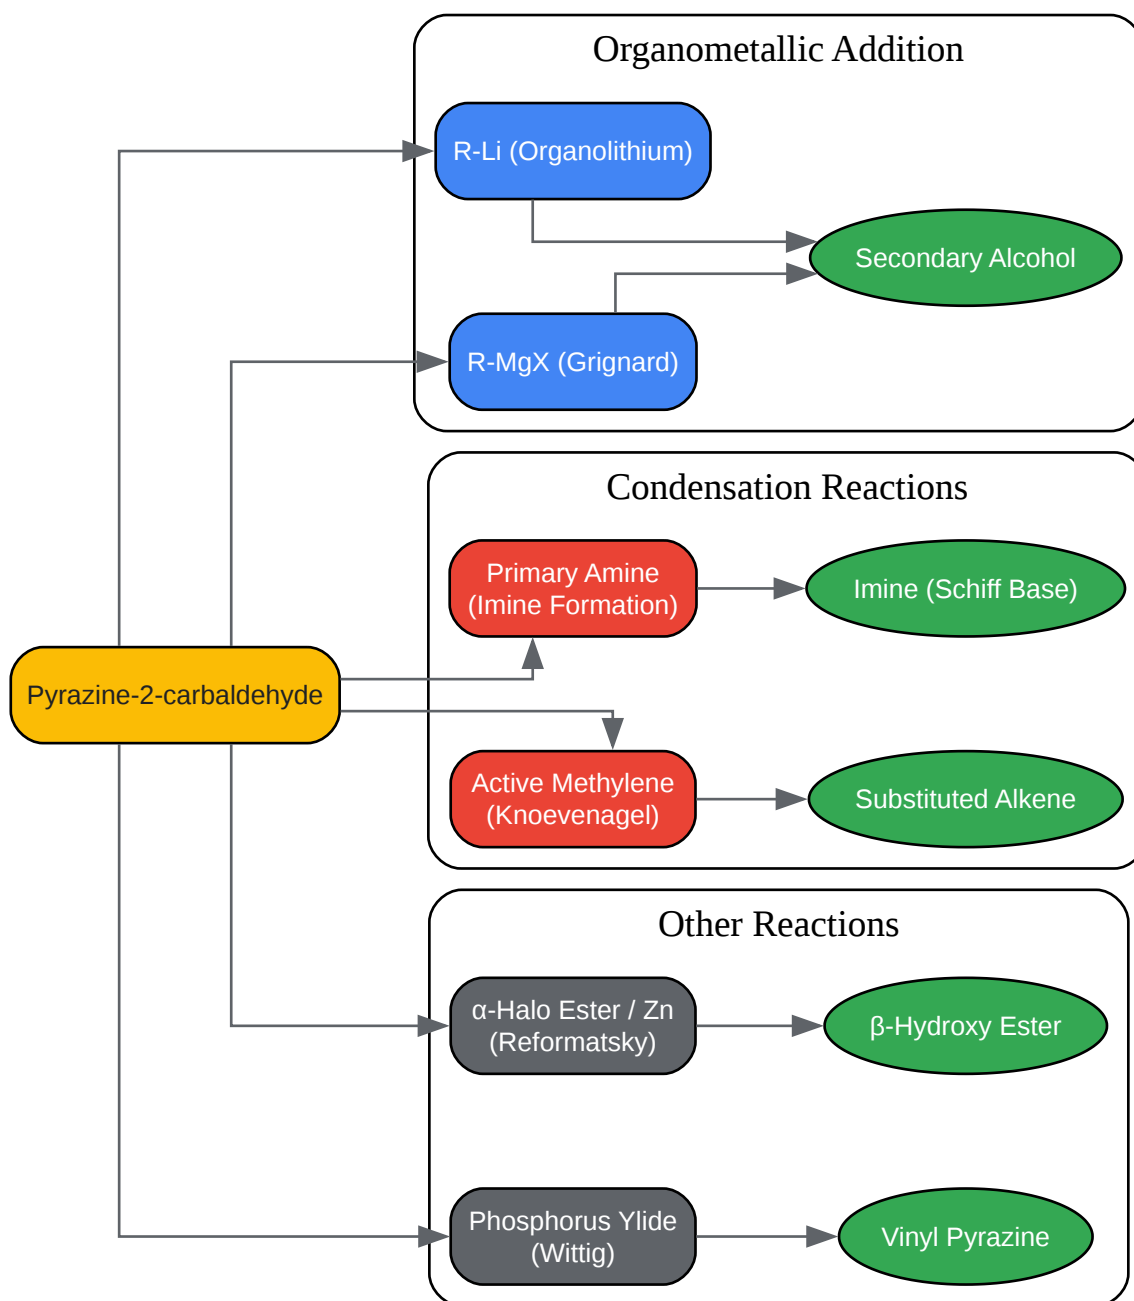 Organometallic Addition
R-Li (Organolithium)
Secondary Alcohol
R-MgX (Grignard)
Condensation Reactions
Primary Amine
(Imine Formation)
Imine (Schiff Base)
Pyrazine-2-carbaldehyde
Active Methylene
(Knoevenagel)
Substituted Alkene
Other Reactions
α-Halo Ester / Zn
(Reformatsky)
β-Hydroxy Ester
Phosphorus Ylide
(Wittig)
Vinyl Pyrazine